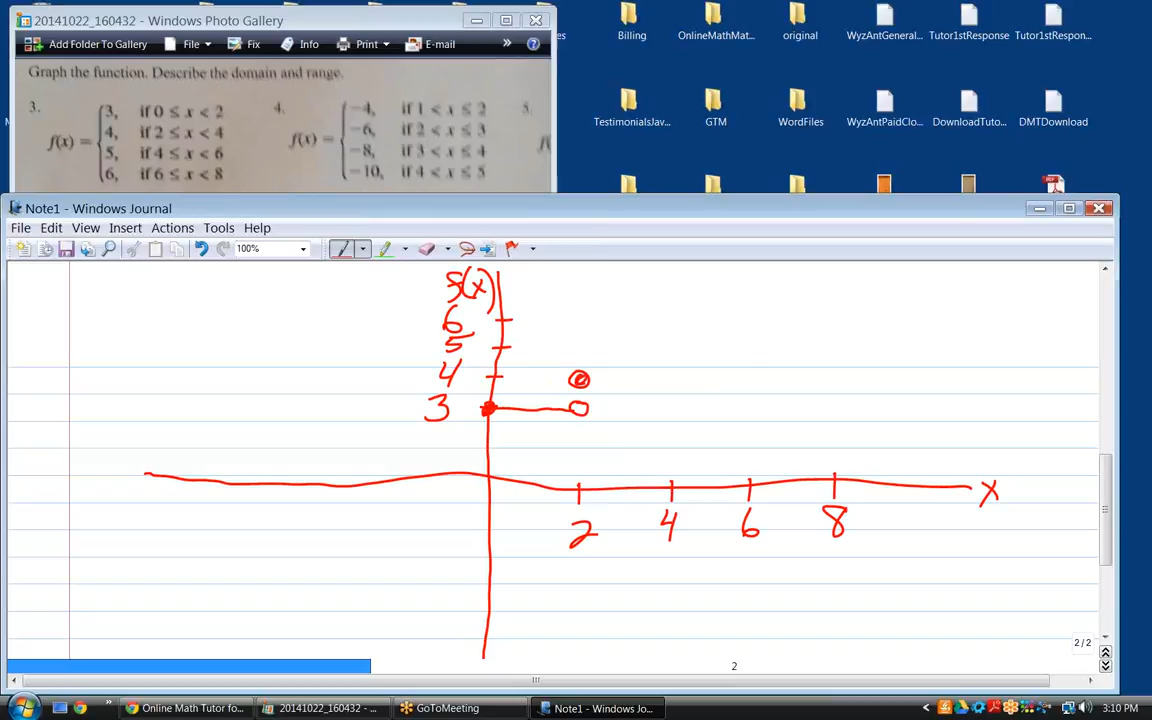 20141022_160432 - Windows Photo Gallery
Add Folder To Gallery File Fix Info Print E-mail » ?
Graph the function. Describe the domain and range.
3. 4. 5.
f(x) = {3, if 0 ≤ x < 2
4, if 2 ≤ x < 4
5, if 4 ≤ x < 6
6, if 6 ≤ x < 8
f(x) = {-4, if 1 < x ≤ 2
-6, if 2 < x ≤ 3
-8, if 3 < x ≤ 4
-10, if 4 < x ≤ 5
f(
Billing
OnlineMathMat...
original
WyzAntGeneral...
Tutor1stResponse
Tutor1stRespon...
TestimonialsJav...
GTM
WordFiles
WyzAntPaidClo...
DownloadTuto...
DMTDownload
Note1 - Windows Journal
File Edit View Insert Actions Tools Help
100%
f(x)
6
5
4
3
x
2 4 6 8
2/2
2
Online Math Tutor fo... 20141022_160432 - ... GoToMeeting Note1 - Windows Jo... 3:10 PM